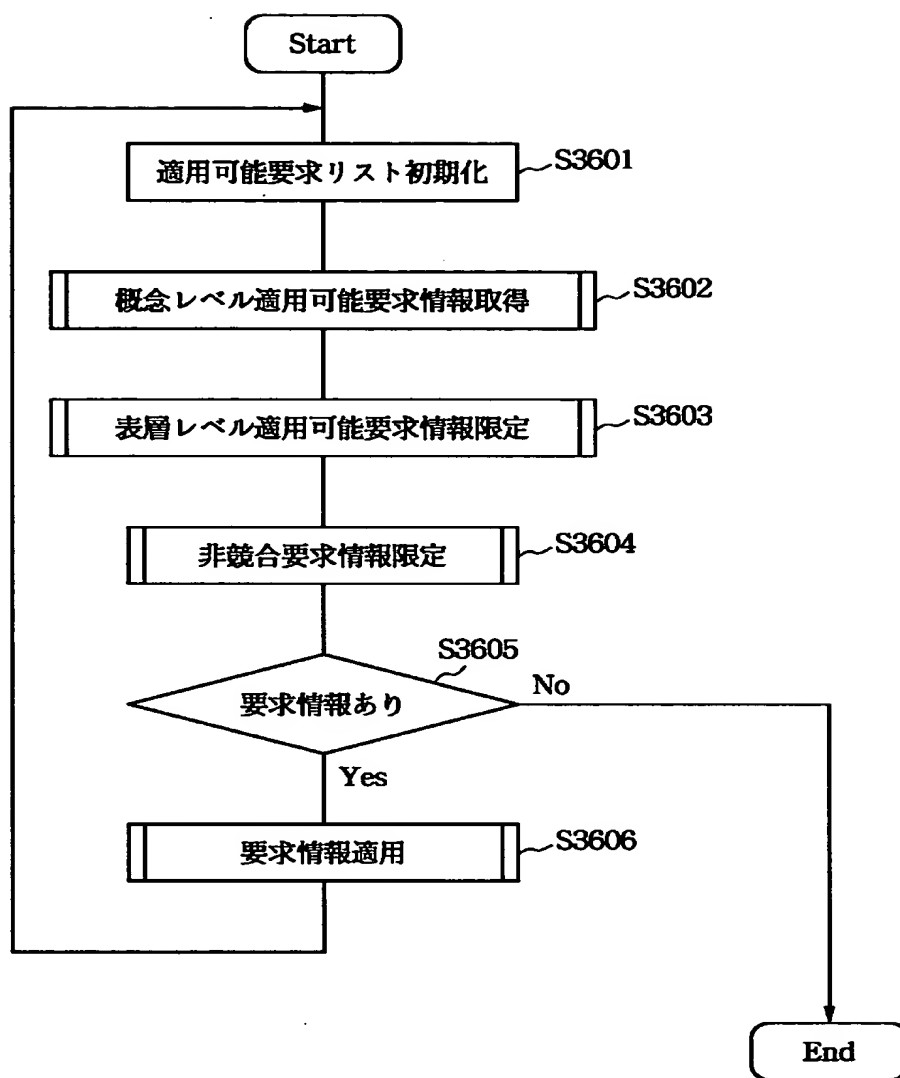 Start
適用可能要求リスト初期化
S3601
概念レベル適用可能要求情報取得
S3602
表層レベル適用可能要求情報限定
S3603
非競合要求情報限定
S3604
S3605
要求情報あり
No
Yes
要求情報適用
S3606
End